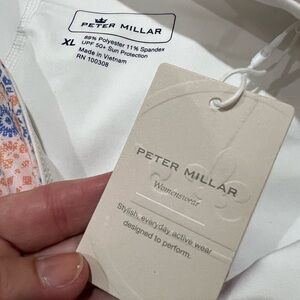 PETER MILLAR
XL
89% Polyester 11% Spandex
UPF 50+ Sun Protection
Made in Vietnam
RN 100308
PETER MILLAR
Womenswear
Stylish, everyday, active wear
designed to perform.